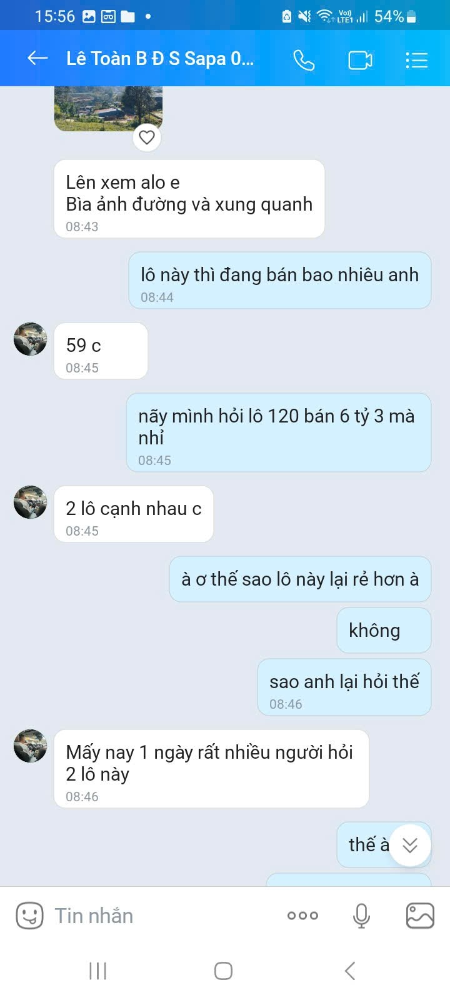 15:56
Vo))
LTE1
54%
Lê Toàn B Đ S Sapa 0...
Lên xem alo e
Bìa ảnh đường và xung quanh
08:43
lô này thì đang bán bao nhiêu anh
08:44
59 c
08:45
nãy mình hỏi lô 120 bán 6 tỷ 3 mà
nhỉ
08:45
2 lô cạnh nhau c
08:45
à ơ thế sao lô này lại rẻ hơn à
không
sao anh lại hỏi thế
08:46
Mấy nay 1 ngày rất nhiều người hỏi
2 lô này
08:46
thế à
Tin nhắn